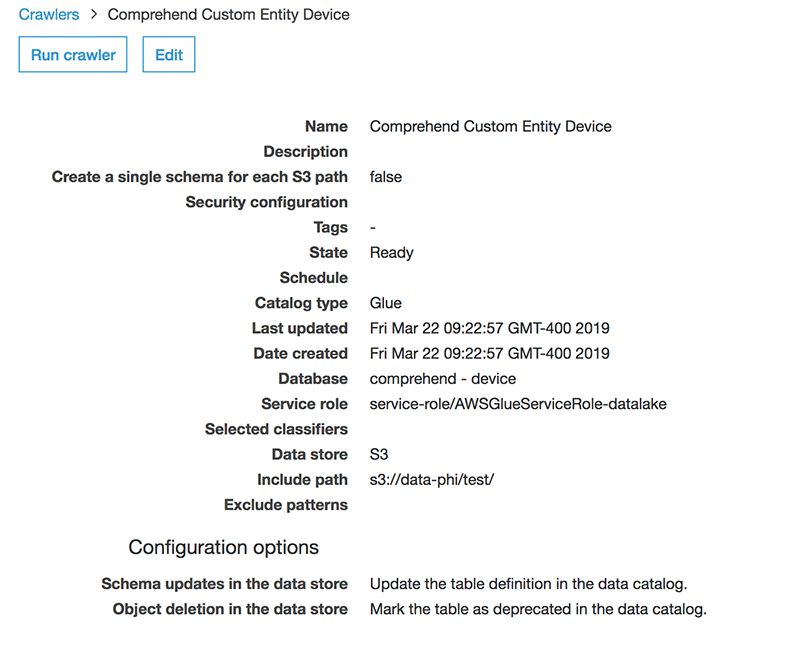 Crawlers > Comprehend Custom Entity Device
Run crawler Edit
Name Comprehend Custom Entity Device
Description
Create a single schema for each S3 path false
Security configuration
Tags -
State Ready
Schedule
Catalog type Glue
Last updated Fri Mar 22 09:22:57 GMT-400 2019
Date created Fri Mar 22 09:22:57 GMT-400 2019
Database comprehend - device
Service role service-role/AWSGlueServiceRole-datalake
Selected classifiers
Data store S3
Include path s3://data-phi/test/
Exclude patterns
Configuration options
Schema updates in the data store Update the table definition in the data catalog.
Object deletion in the data store Mark the table as deprecated in the data catalog.